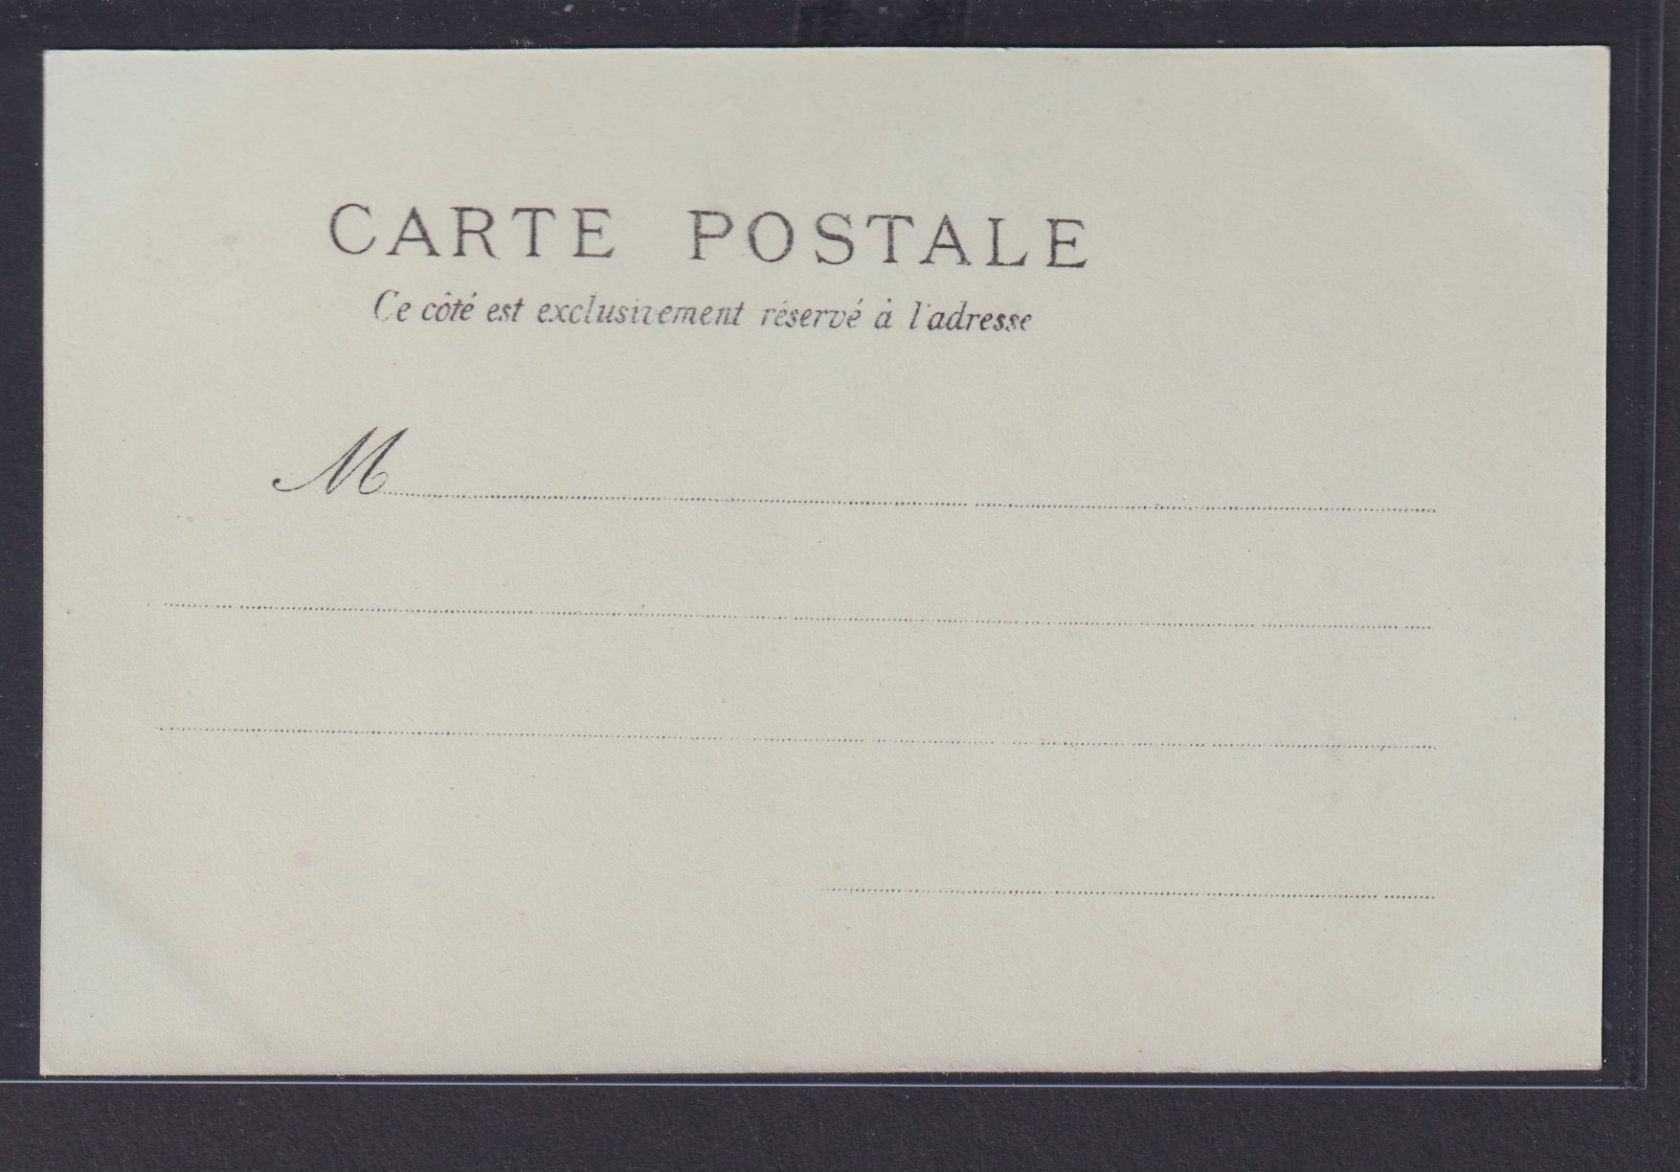 CARTE POSTALE
Ce côté est exclusivement réservé à l'adresse
M